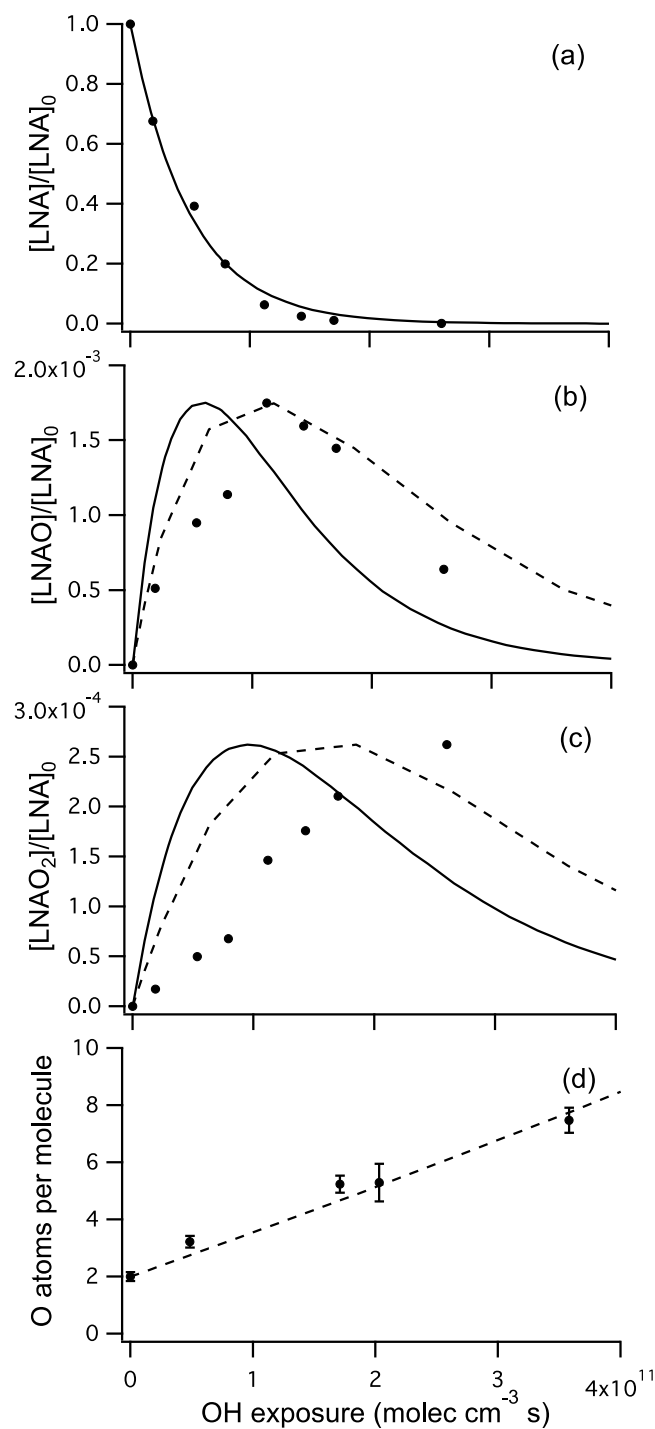 1.0
(a)
0.8
0.6
0.4
0.2
0.0
[LNA]/[LNA]0
2.0x10-3
(b)
1.5
1.0
0.5
0.0
[LNAO]/[LNA]0
3.0x10-4
(c)
2.5
2.0
1.5
1.0
0.5
0.0
[LNAO2]/[LNA]0
10
(d)
8
6
4
2
0
O atoms per molecule
0 1 2 3 4x10^11
OH exposure (molec cm-3 s)